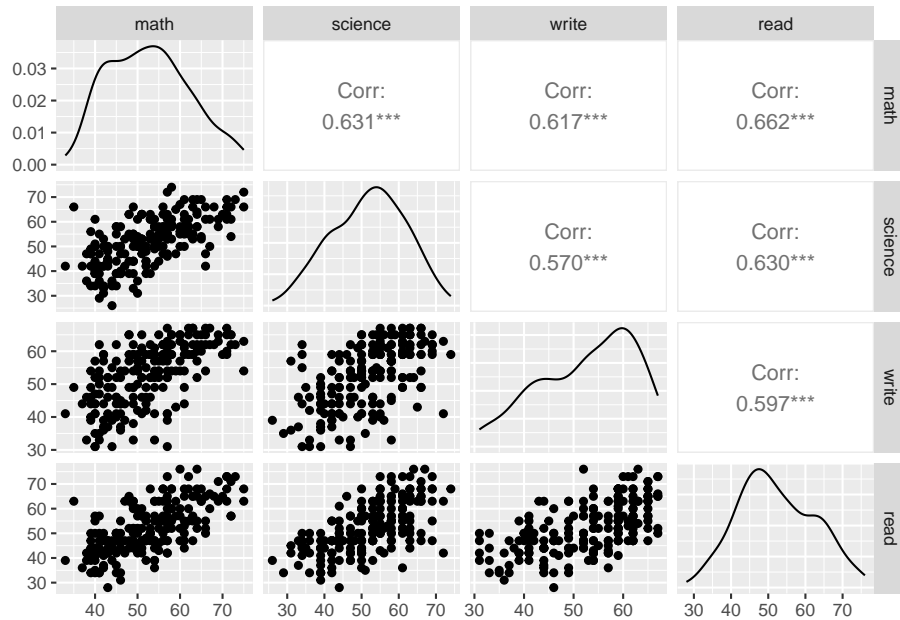 math science write read
0.03
0.02
0.01
0.00
Corr:
0.631***
Corr:
0.617***
Corr:
0.662***
math
70
60
50
40
30
Corr:
0.570***
Corr:
0.630***
science
60
50
40
30
Corr:
0.597***
write
70
60
50
40
30
read
40 50 60 70 30 40 50 60 70 30 40 50 60 30 40 50 60 70